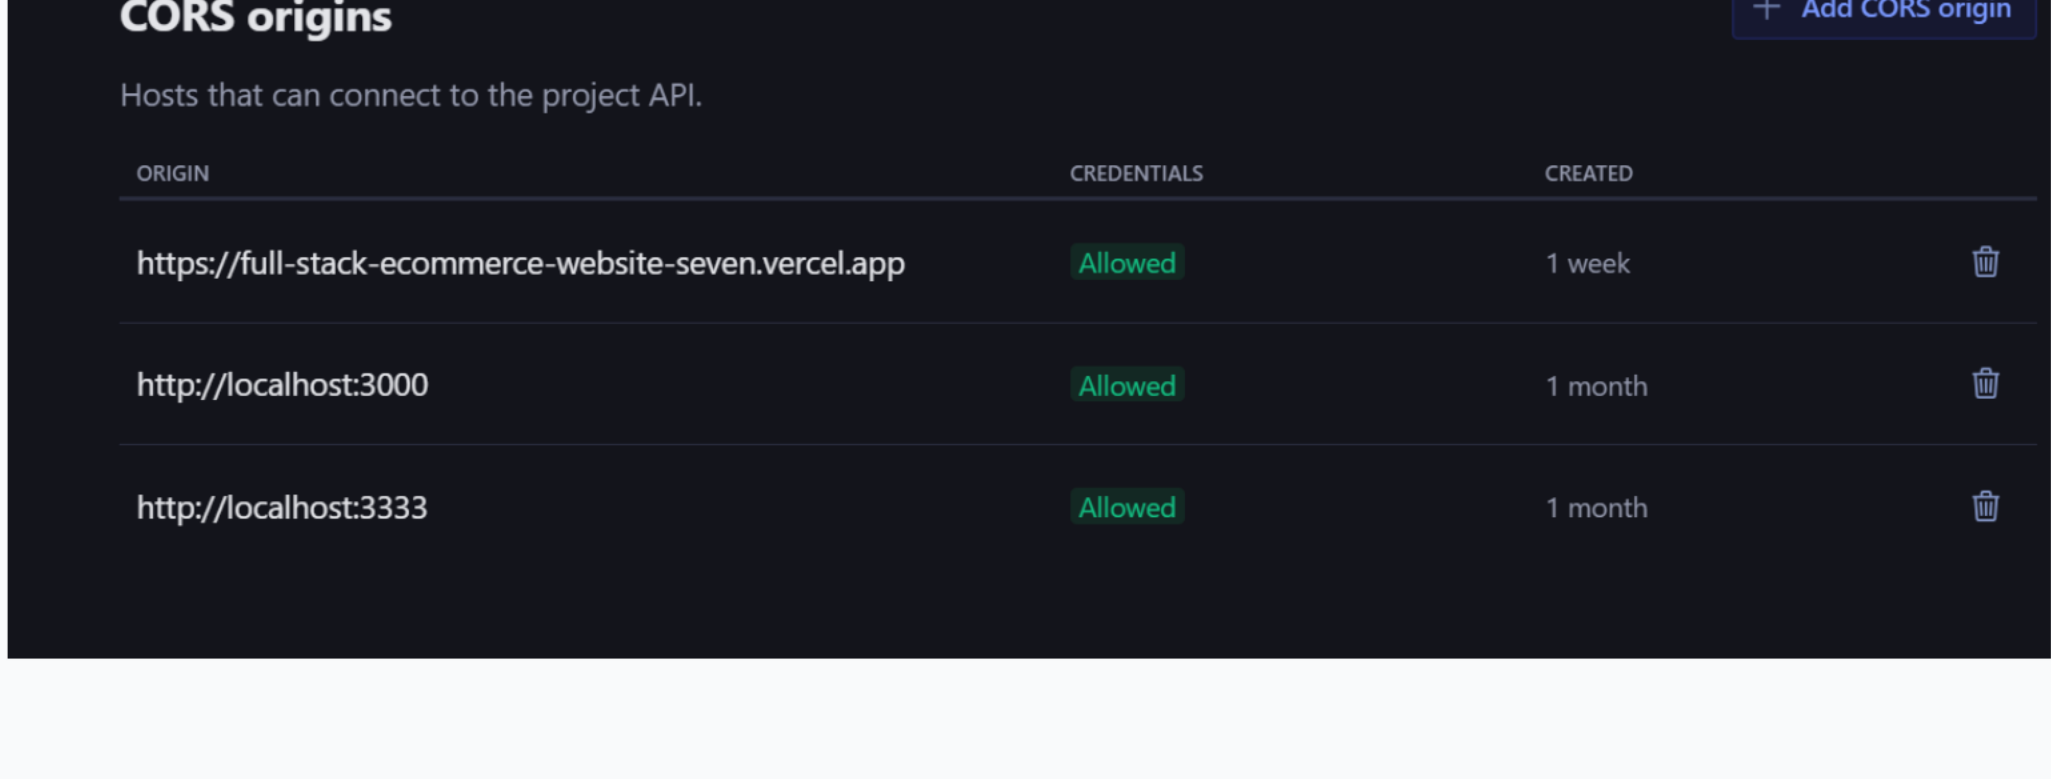 CORS origins
+ Add CORS origin
Hosts that can connect to the project API.
ORIGIN CREDENTIALS CREATED
https://full-stack-ecommerce-website-seven.vercel.app Allowed 1 week
http://localhost:3000 Allowed 1 month
http://localhost:3333 Allowed 1 month